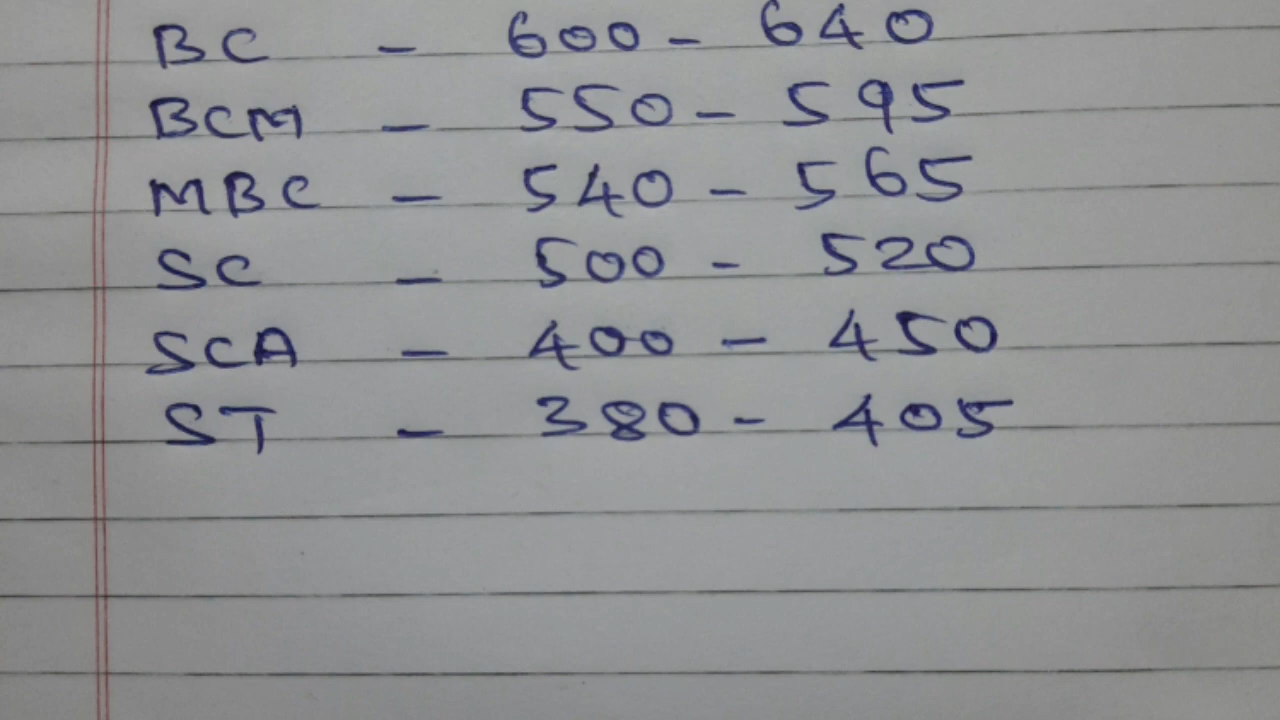 BC - 600 - 640
BCM - 550 - 595
MBC - 540 - 565
SC - 500 - 520
SCA - 400 - 450
ST - 380 - 405